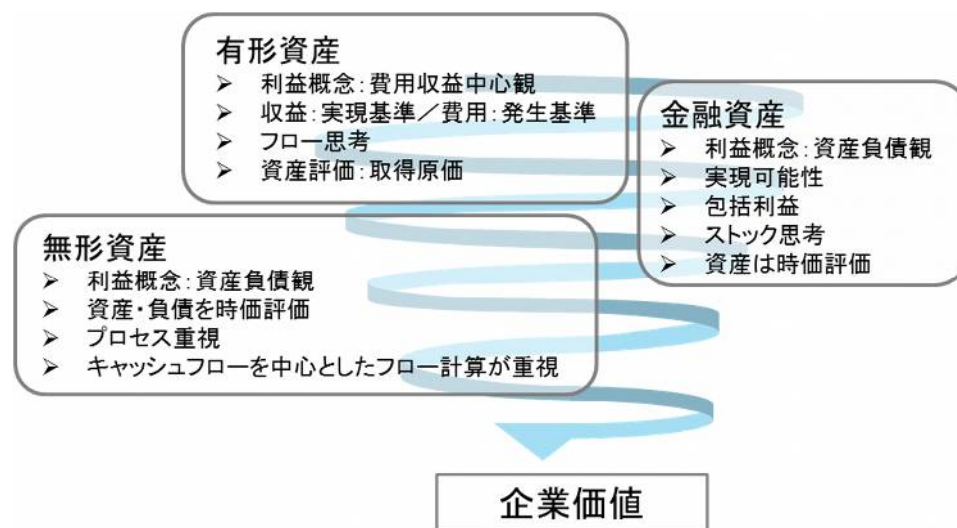 有形資産
➢ 利益概念：費用収益中心観
➢ 収益：実現基準／費用：発生基準
➢ フロー思考
➢ 資産評価：取得原価
金融資産
➢ 利益概念：資産負債観
➢ 実現可能性
➢ 包括利益
➢ ストック思考
➢ 資産は時価評価
無形資産
➢ 利益概念：資産負債観
➢ 資産・負債を時価評価
➢ プロセス重視
➢ キャッシュフローを中心としたフロー計算が重視
企業価値